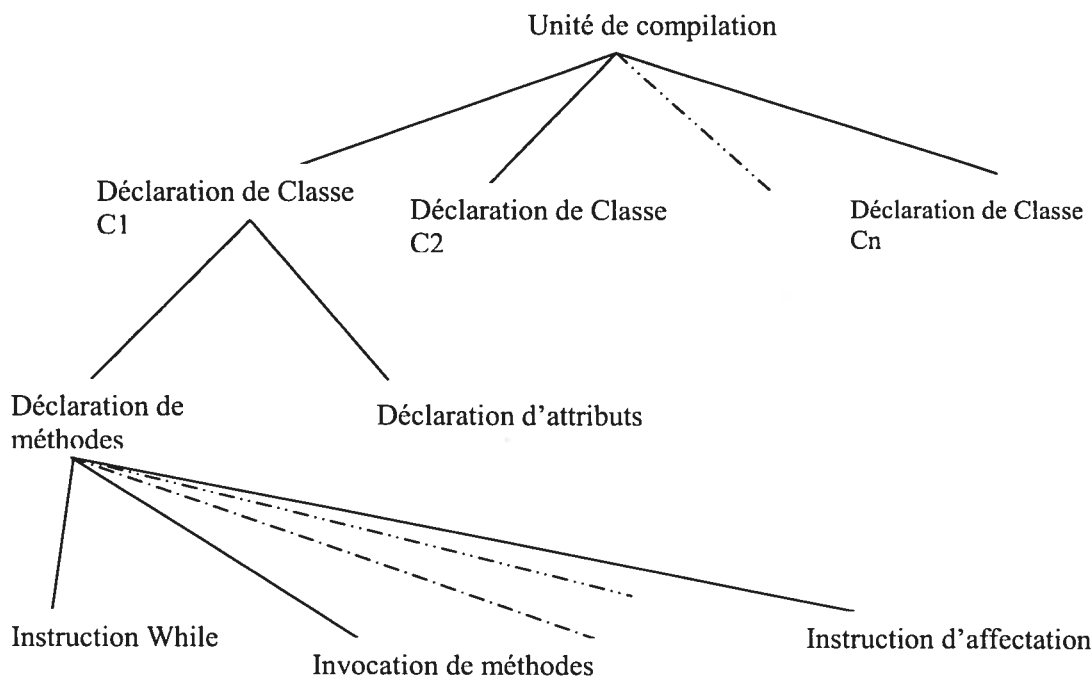 Unité de compilation
Déclaration de Classe
C1
Déclaration de Classe
C2
Déclaration de Classe
Cn
Déclaration de
méthodes
Déclaration d'attributs
Instruction While
Invocation de méthodes
Instruction d'affectation